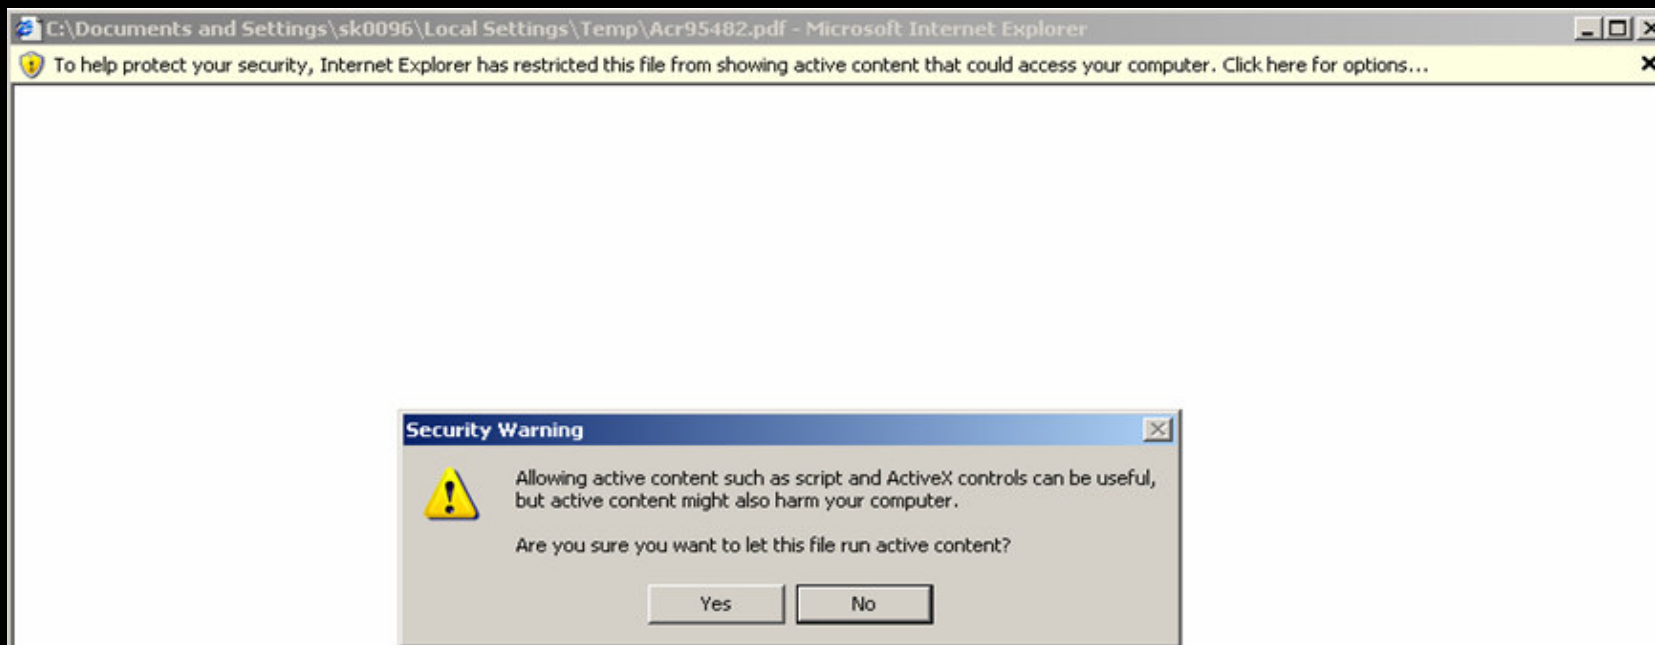 C:\Documents and Settings\sk0096\Local Settings\Temp\Acr95482.pdf - Microsoft Internet Explorer
To help protect your security, Internet Explorer has restricted this file from showing active content that could access your computer. Click here for options...
Security Warning
Allowing active content such as script and ActiveX controls can be useful,
but active content might also harm your computer.
Are you sure you want to let this file run active content?
Yes No